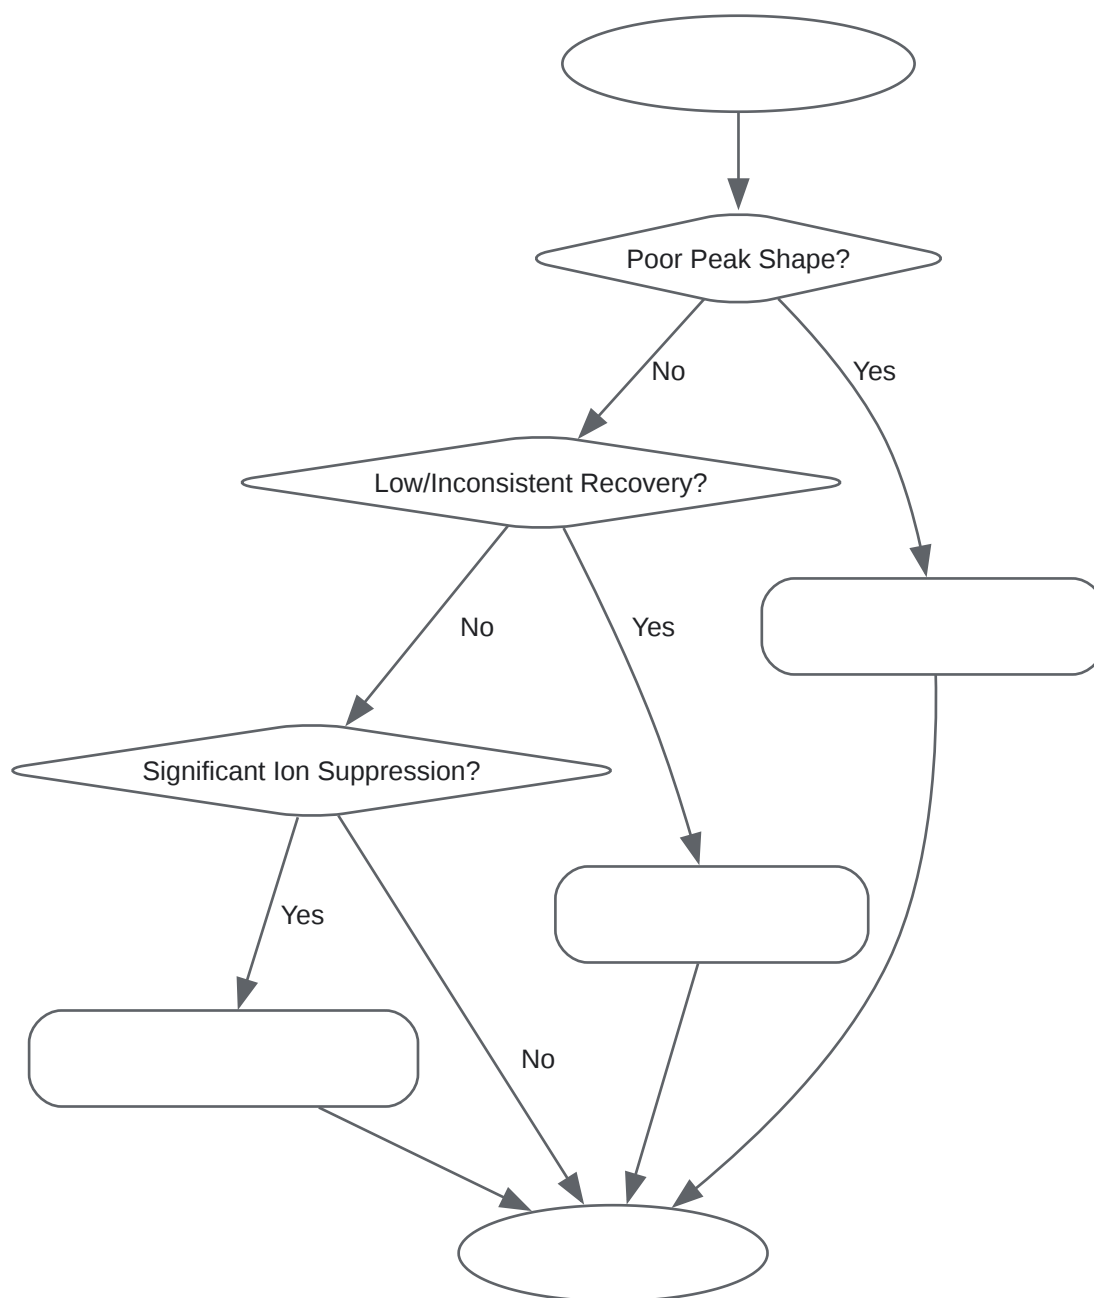 Poor Peak Shape?
No
Yes
Low/Inconsistent Recovery?
No
Yes
Significant Ion Suppression?
Yes
No